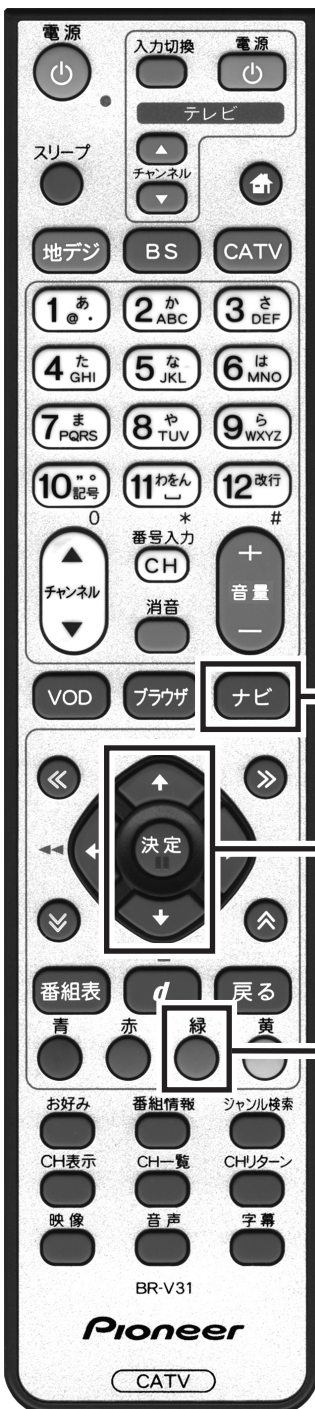 電源
入力切換
電源
テレビ
スリープ
チャンネル
地デジ
BS
CATV
1 あ @ .
2 か ABC
3 さ DEF
4 た GHI
5 な JKL
6 は MNO
7 ま PQRS
8 や TUV
9 ら WXYZ
10 ゛゜ 記号
11 わをん
12 改行
0
*
#
チャンネル
番号入力
CH
+
音量
−
消音
VOD
ブラウザ
ナビ
決定
番組表
d
戻る
青
赤
緑
黄
お好み
番組情報
ジャンル検索
CH表示
CH一覧
CHリターン
映像
音声
字幕
BR-V31
Pioneer
CATV